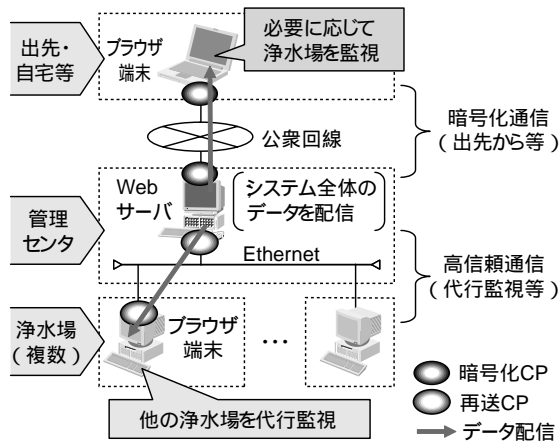 出先・
自宅等
ブラウザ
端末
必要に応じて
浄水場を監視
公衆回線
暗号化通信
(出先から等)
管理
センタ
Web
サーバ
システム全体の
データを配信
Ethernet
高信頼通信
(代行監視等)
浄水場
(複数)
ブラウザ
端末
…
他の浄水場を代行監視
暗号化CP
再送CP
データ配信